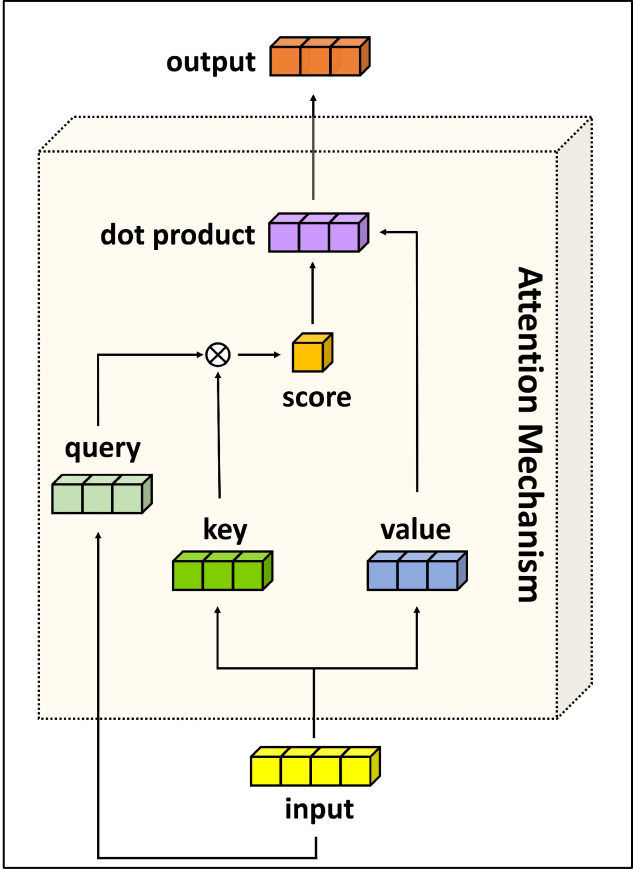 output
dot product
score
query
key
value
Attention Mechanism
input